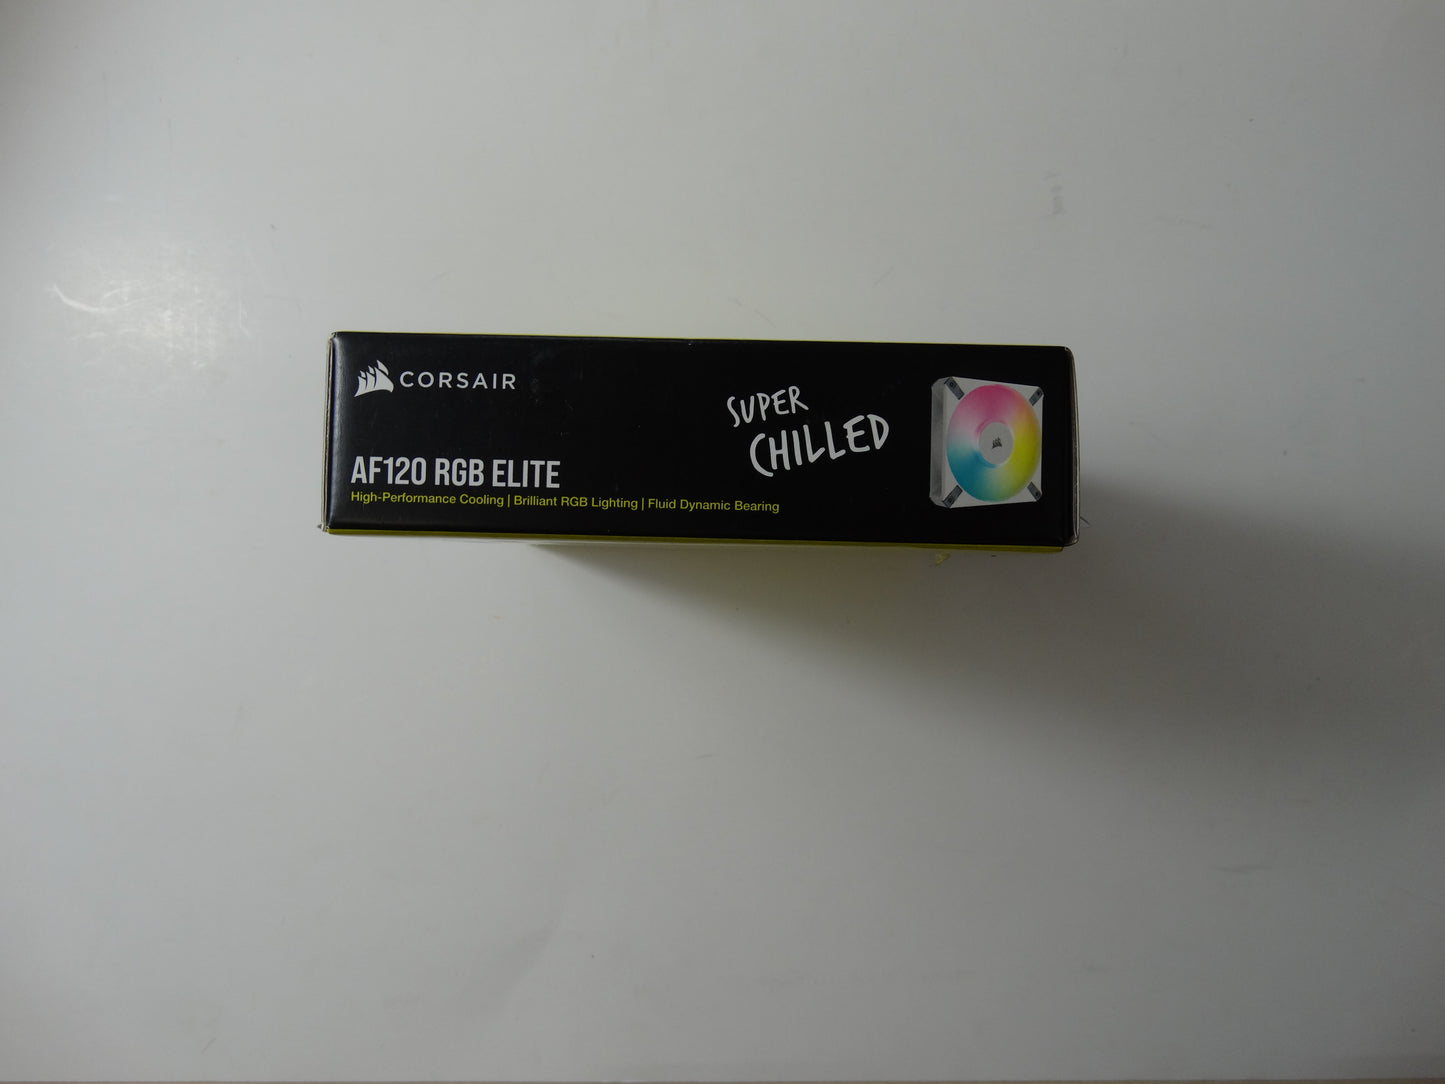 CORSAIR
SUPER
CHILLED
AF120 RGB ELITE
High-Performance Cooling | Brilliant RGB Lighting | Fluid Dynamic Bearing